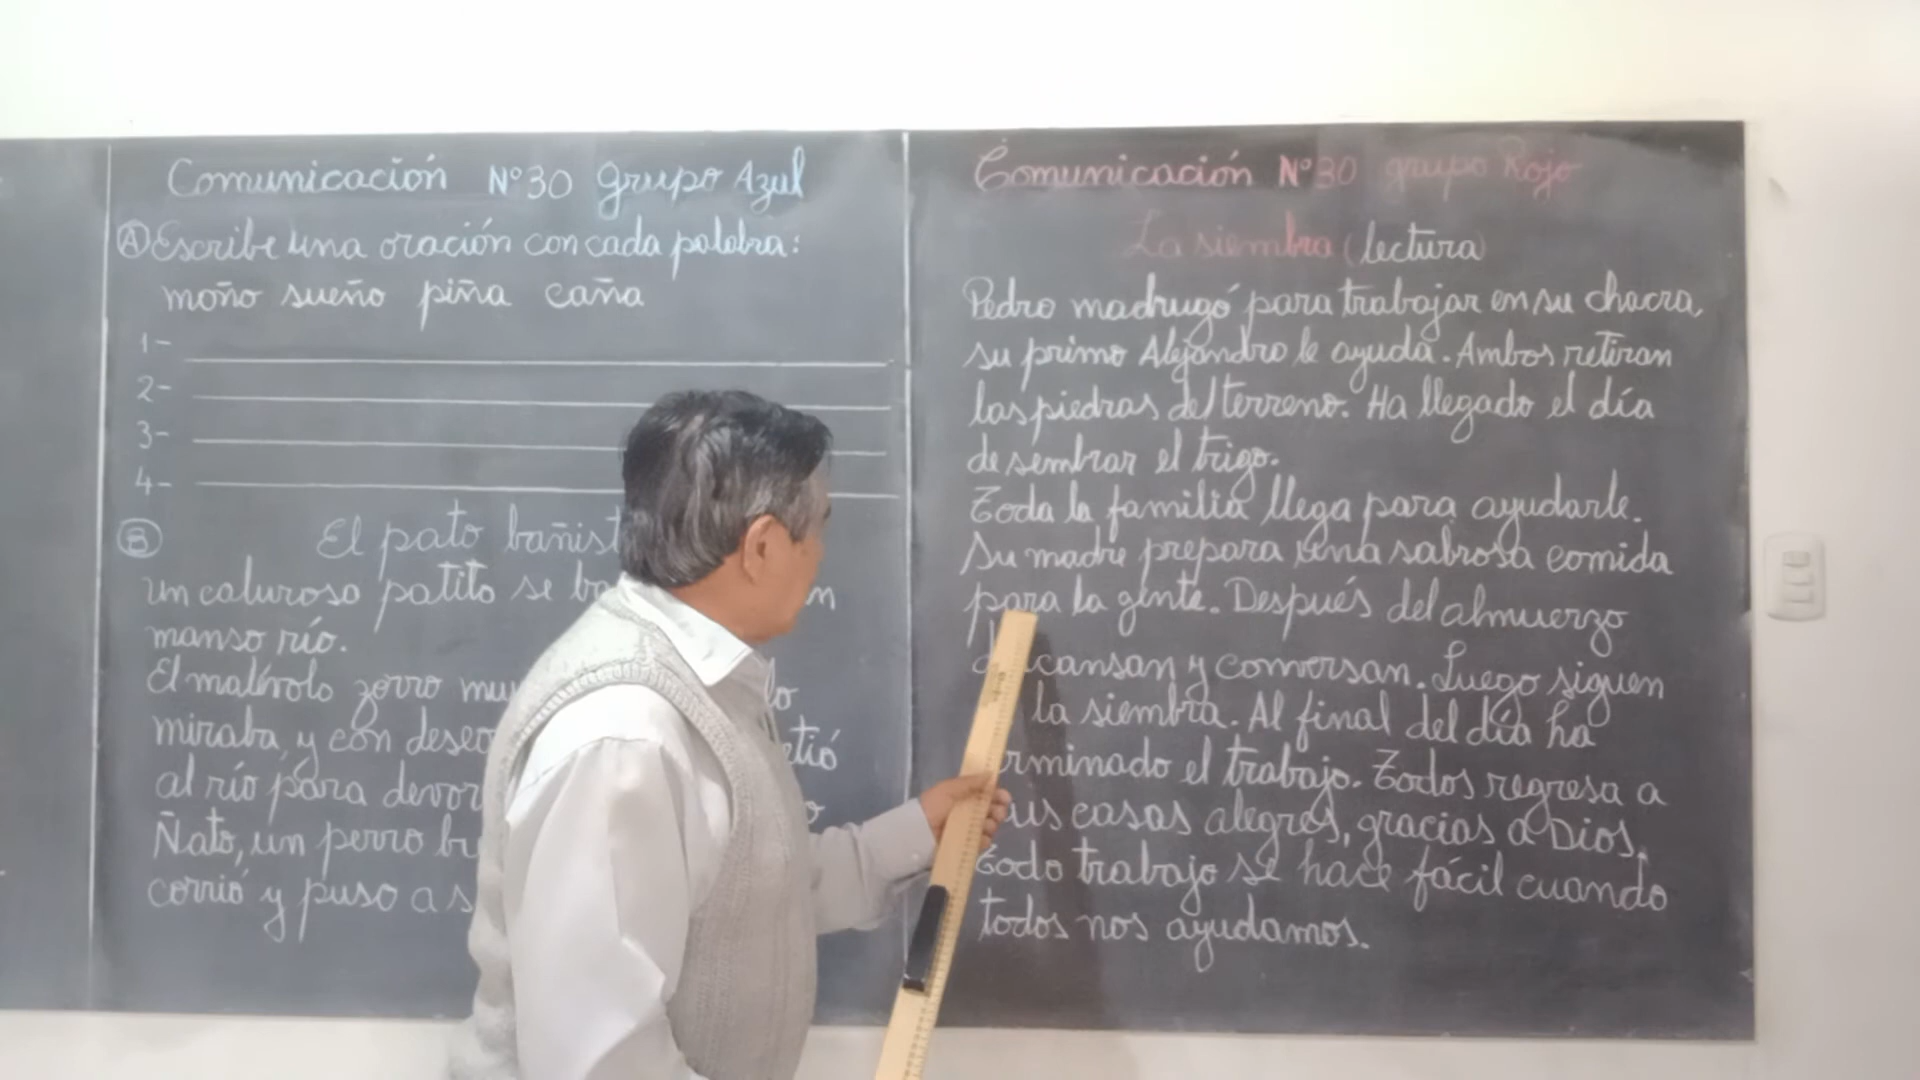 Comunicación N°30 grupo Azul
A Escribe una oración con cada palabra:
moño sueño piña caña
1-
2-
3-
4-
B El pato bañist
un caluroso patito se ba n
manso río.
El malévolo zorro mu lo
miraba, y con dese etió
al río para devor o
Ñato, un perro br
corrió y puso a s
Comunicación N°30 grupo Rojo
La siembra (lectura)
Pedro madrugó para trabajar en su chacra,
su primo Alejandro le ayuda. Ambos retiran
las piedras del terreno. Ha llegado el día
de sembrar el trigo.
Toda la familia llega para ayudarle.
Su madre prepara una sabrosa comida
para la gente. Después del almuerzo
d cansan y conversan. Luego siguen
la siembra. Al final del día ha
rminado el trabajo. Todos regresa a
sus casas alegres, gracias a Dios.
Todo trabajo se hace fácil cuando
todos nos ayudamos.